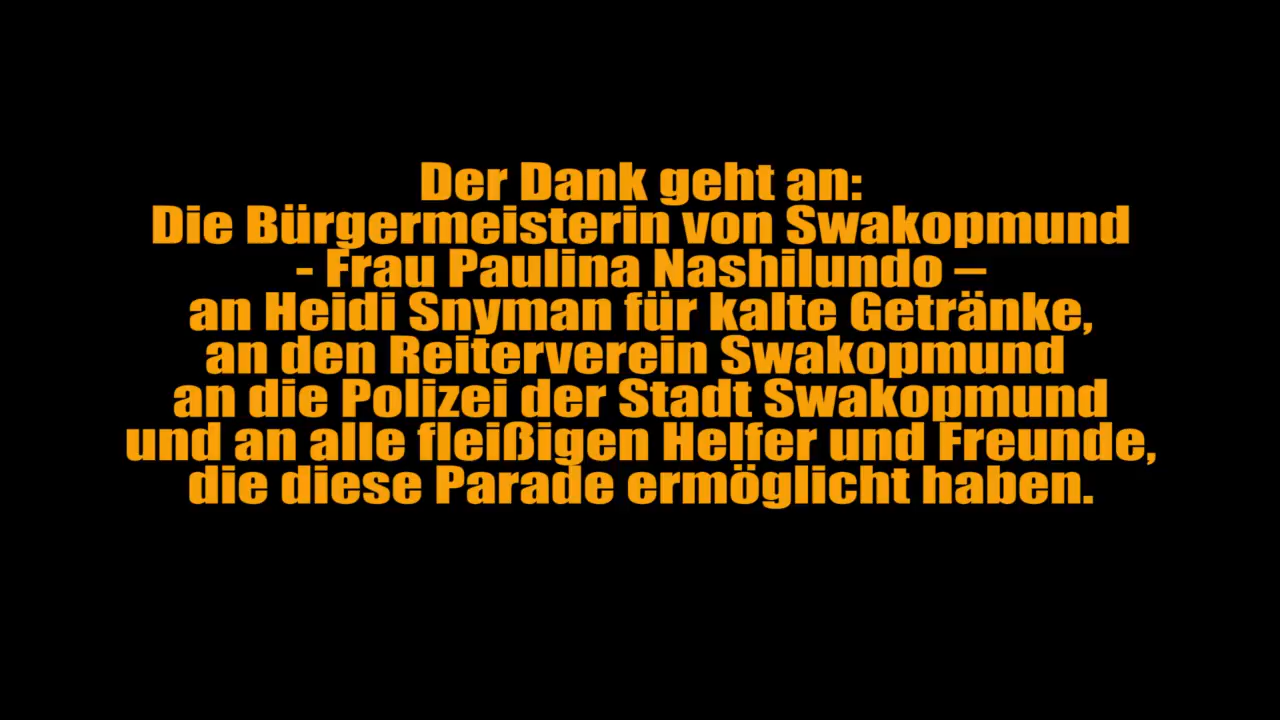 Der Dank geht an:
Die Bürgermeisterin von Swakopmund
- Frau Paulina Nashilundo –
an Heidi Snyman für kalte Getränke,
an den Reiterverein Swakopmund
an die Polizei der Stadt Swakopmund
und an alle fleißigen Helfer und Freunde,
die diese Parade ermöglicht haben.